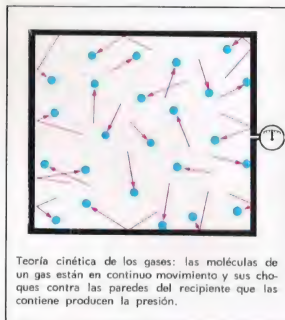 Teoría cinética de los gases: las moléculas de
un gas están en continuo movimiento y sus cho-
ques contra las paredes del recipiente que las
contiene producen la presión.